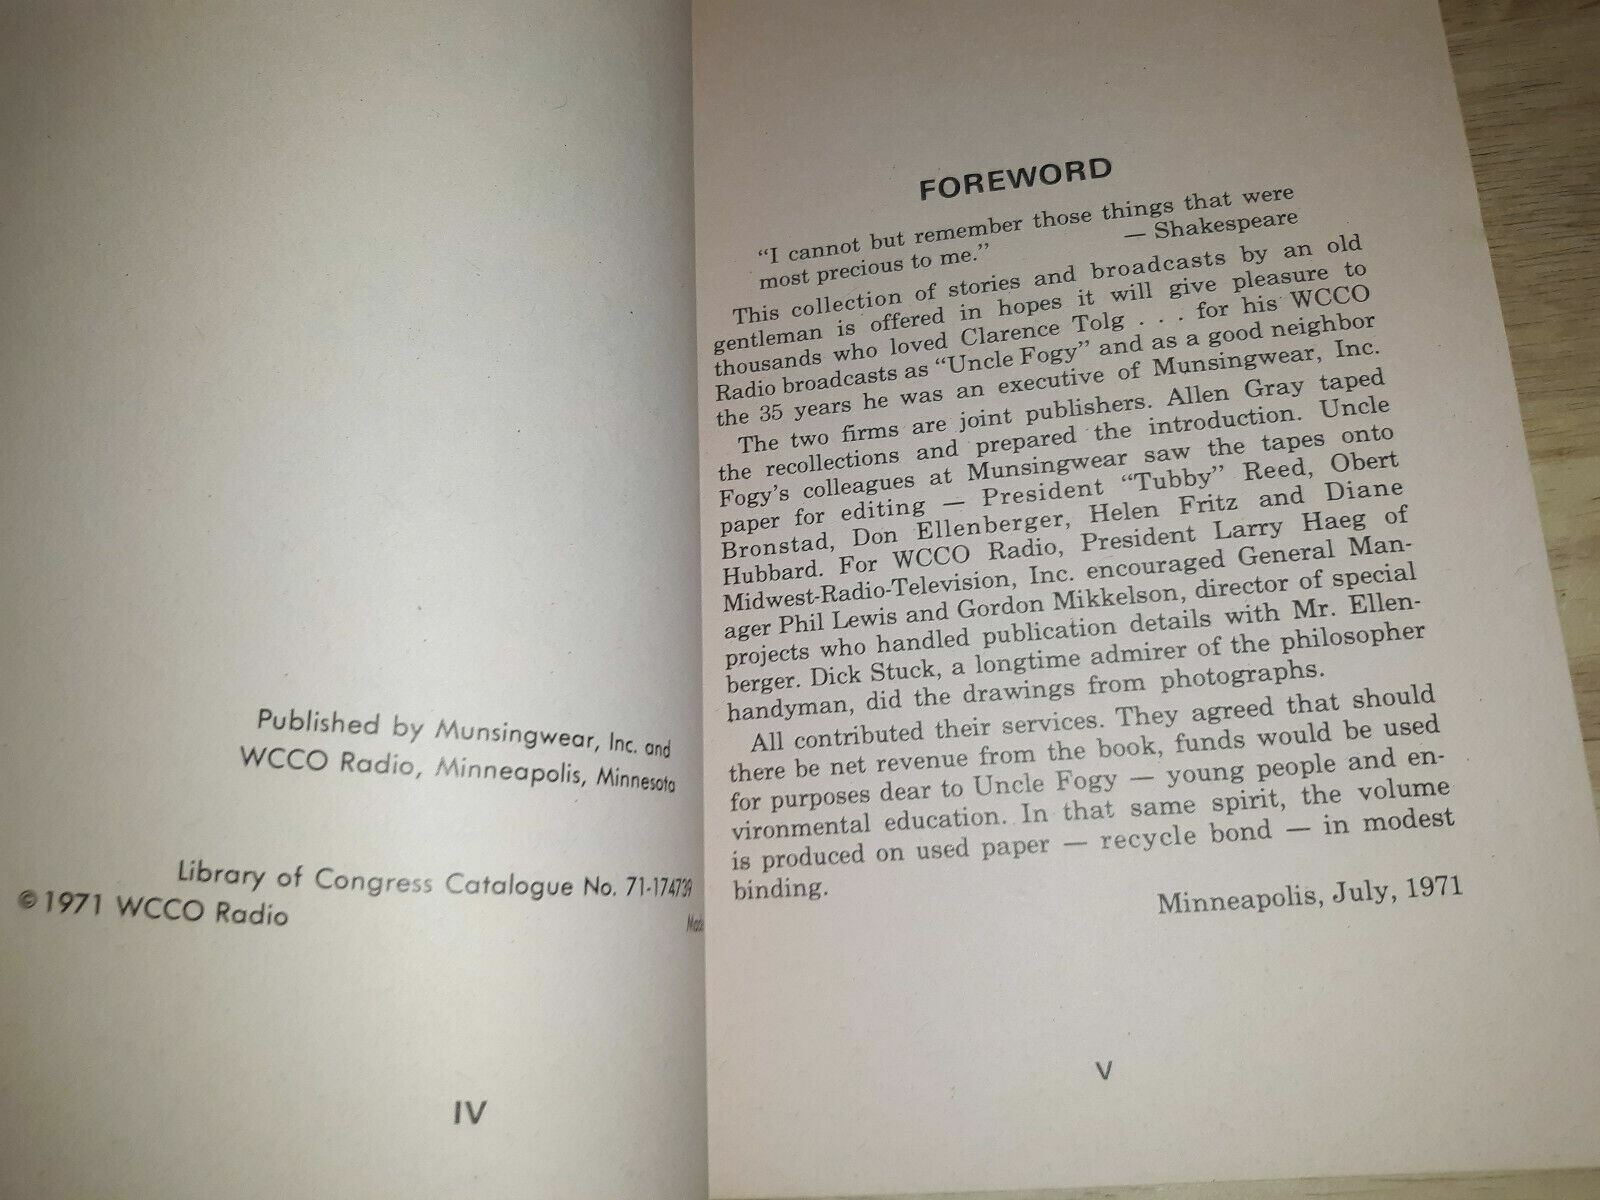 Published by Munsingwear, Inc. and
WCCO Radio, Minneapolis, Minnesota
Library of Congress Catalogue No. 71-174739
©1971 WCCO Radio
IV
FOREWORD
“I cannot but remember those things that were
most precious to me.”
— Shakespeare
This collection of stories and broadcasts by an old
gentleman is offered in hopes it will give pleasure to
thousands who loved Clarence Tolg . . . for his WCCO
Radio broadcasts as “Uncle Fogy” and as a good neighbor
the 35 years he was an executive of Munsingwear, Inc.
The two firms are joint publishers. Allen Gray taped
the recollections and prepared the introduction. Uncle
Fogy’s colleagues at Munsingwear saw the tapes onto
paper for editing — President “Tubby” Reed, Obert
Bronstad, Don Ellenberger, Helen Fritz and Diane
Hubbard. For WCCO Radio, President Larry Haeg of
Midwest-Radio-Television, Inc. encouraged General Man-
ager Phil Lewis and Gordon Mikkelson, director of special
projects who handled publication details with Mr. Ellen-
berger. Dick Stuck, a longtime admirer of the philosopher
handyman, did the drawings from photographs.
All contributed their services. They agreed that should
there be net revenue from the book, funds would be used
for purposes dear to Uncle Fogy — young people and en-
vironmental education. In that same spirit, the volume
is produced on used paper — recycle bond — in modest
binding.
Minneapolis, July, 1971
V